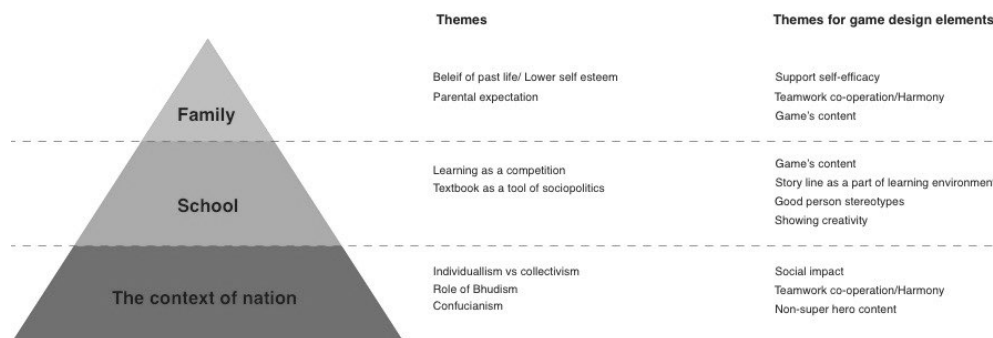 Themes
Themes for game design elements
Family
Beleif of past life/ Lower self esteem
Parental expectation
Support self-efficacy
Teamwork co-operation/Harmony
Game's content
School
Learning as a competition
Textbook as a tool of sociopolitics
Game's content
Story line as a part of learning environment
Good person stereotypes
Showing creativity
The context of nation
Individuallism vs collectivism
Role of Bhudism
Confucianism
Social impact
Teamwork co-operation/Harmony
Non-super hero content